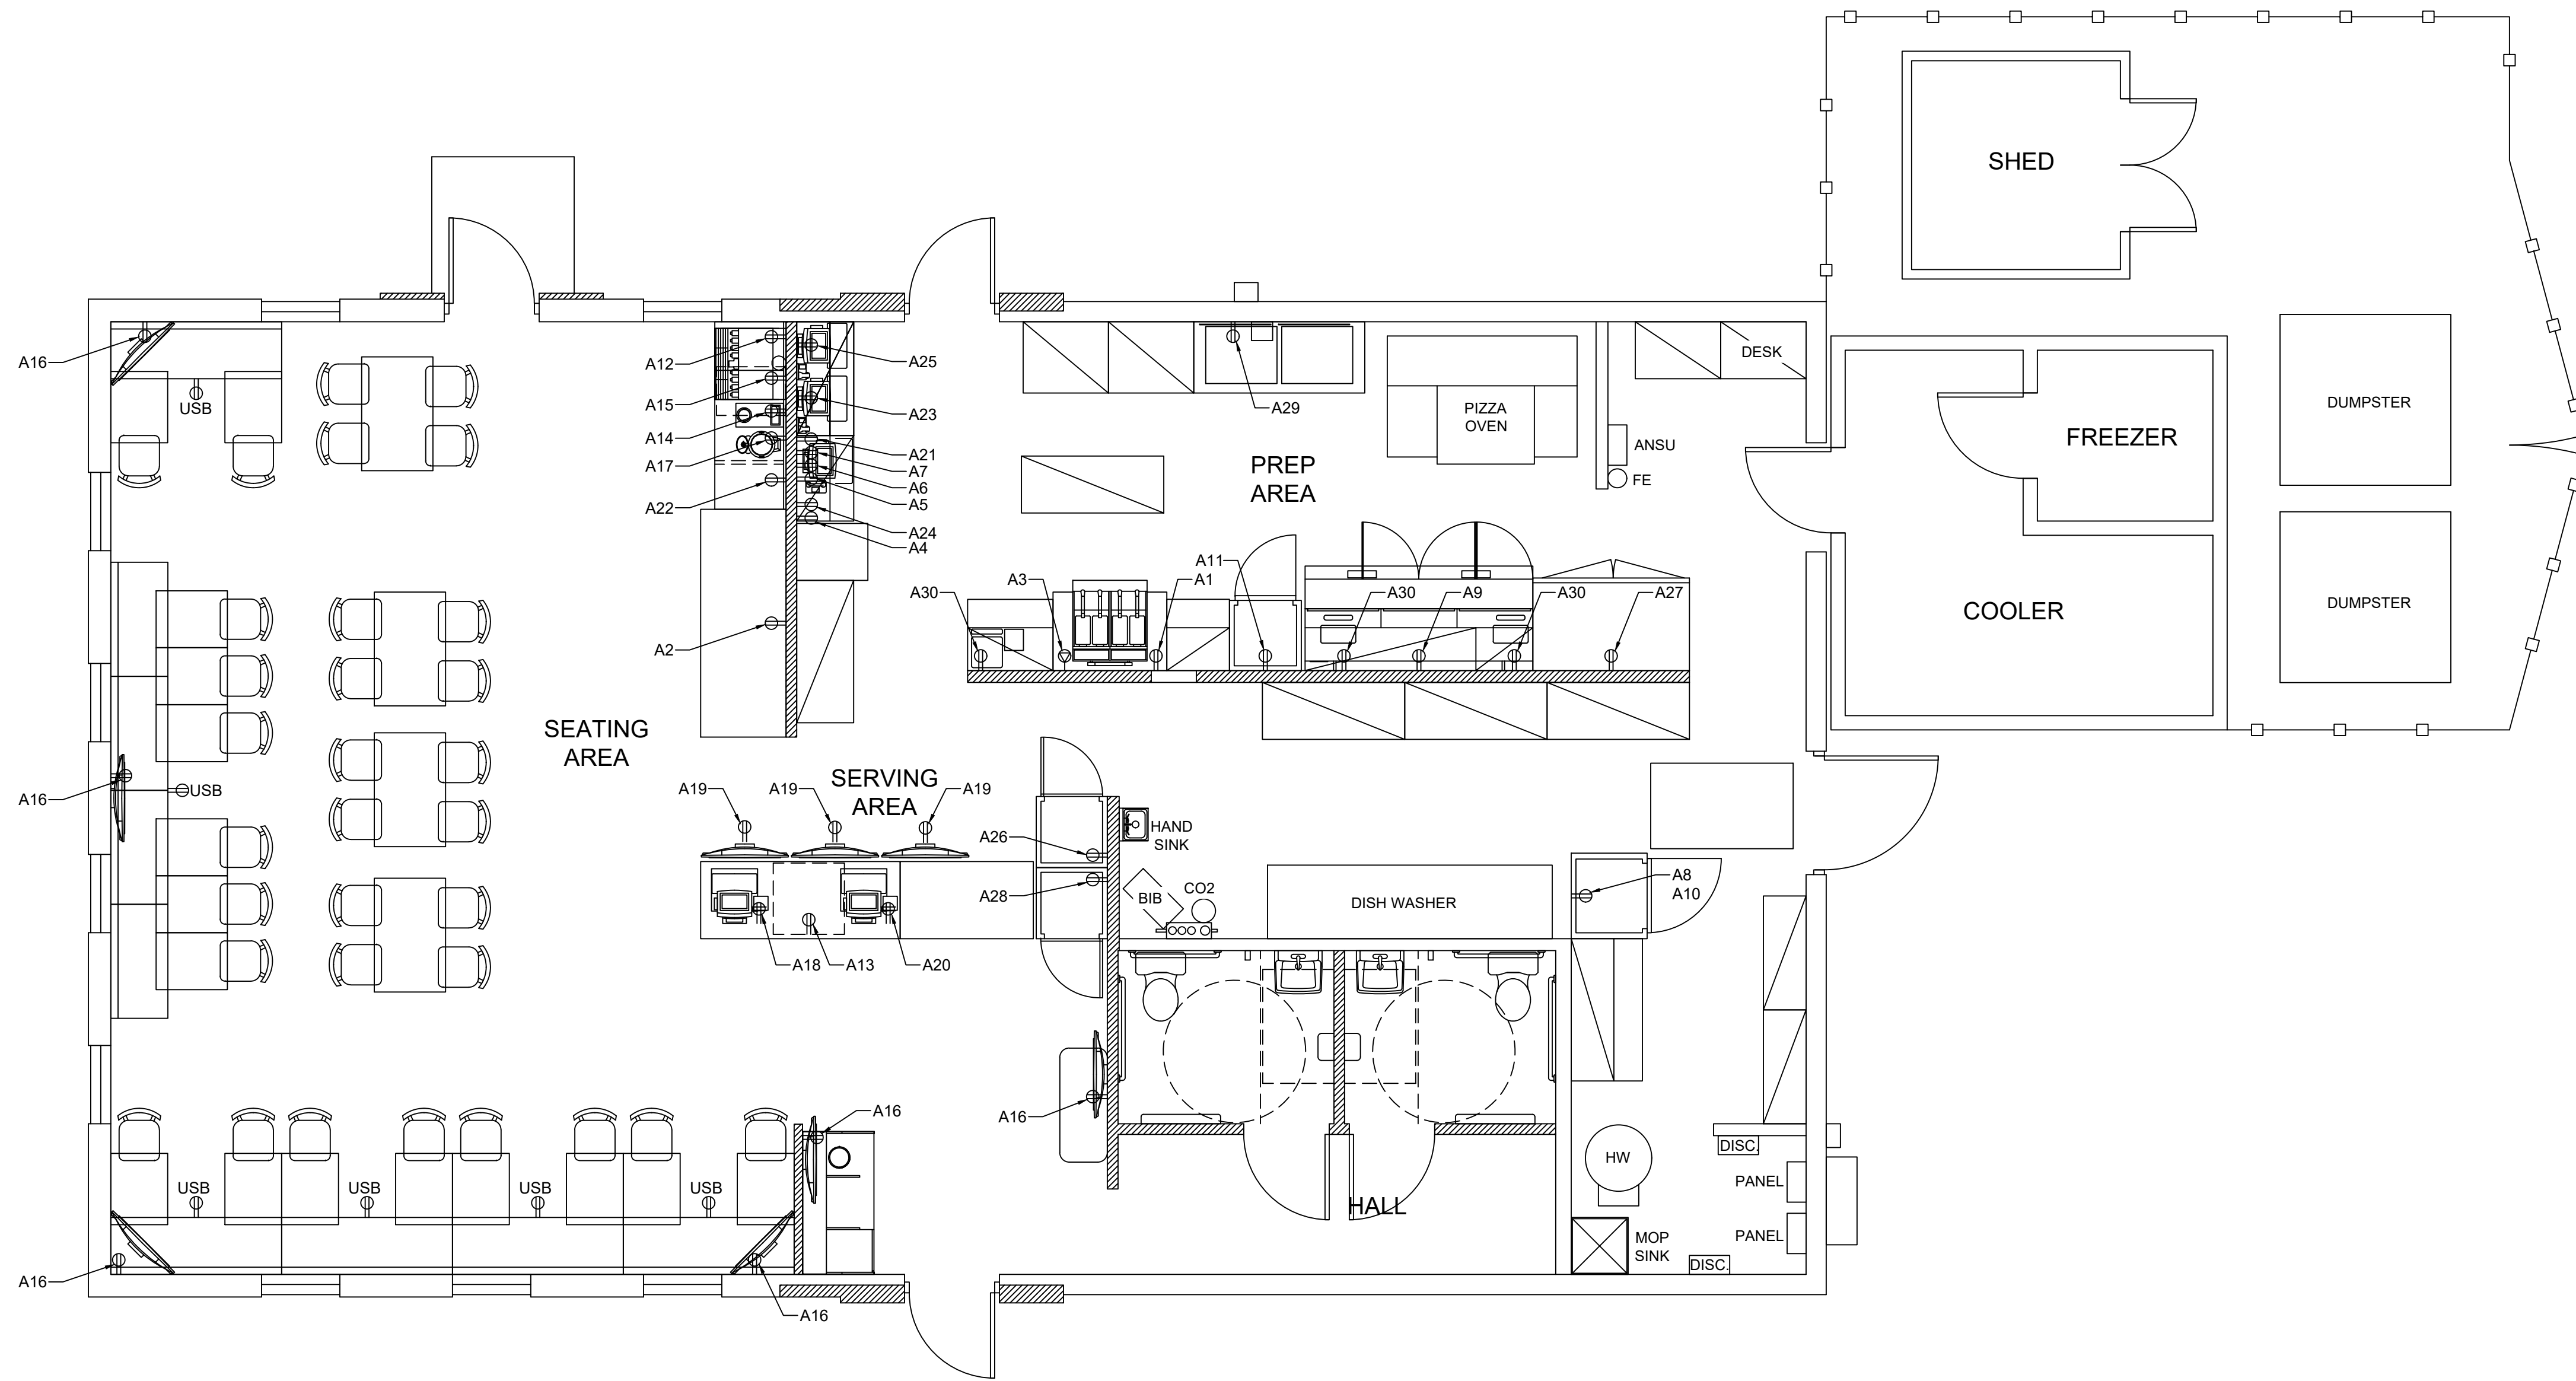 SHED
A16
A12
A25
DESK
DUMPSTER
USB
A15
A29
PIZZA
OVEN
A23
A14
FREEZER
ANSU
A21
A17
A7
PREP
AREA
FE
A6
A22
A5
A24
A4
A11
A3
A1
A30
A30
A9
A30
A27
COOLER
DUMPSTER
A2
SEATING
AREA
SERVING
AREA
A19
A19
A19
USB
A16
HAND
SINK
A26
A8
A10
A28
BIB
CO2
DISH WASHER
A18
A13
A20
A16
A16
DISC.
HW
PANEL
USB
USB
USB
USB
HALL
PANEL
MOP
SINK
DISC.
A16
A16